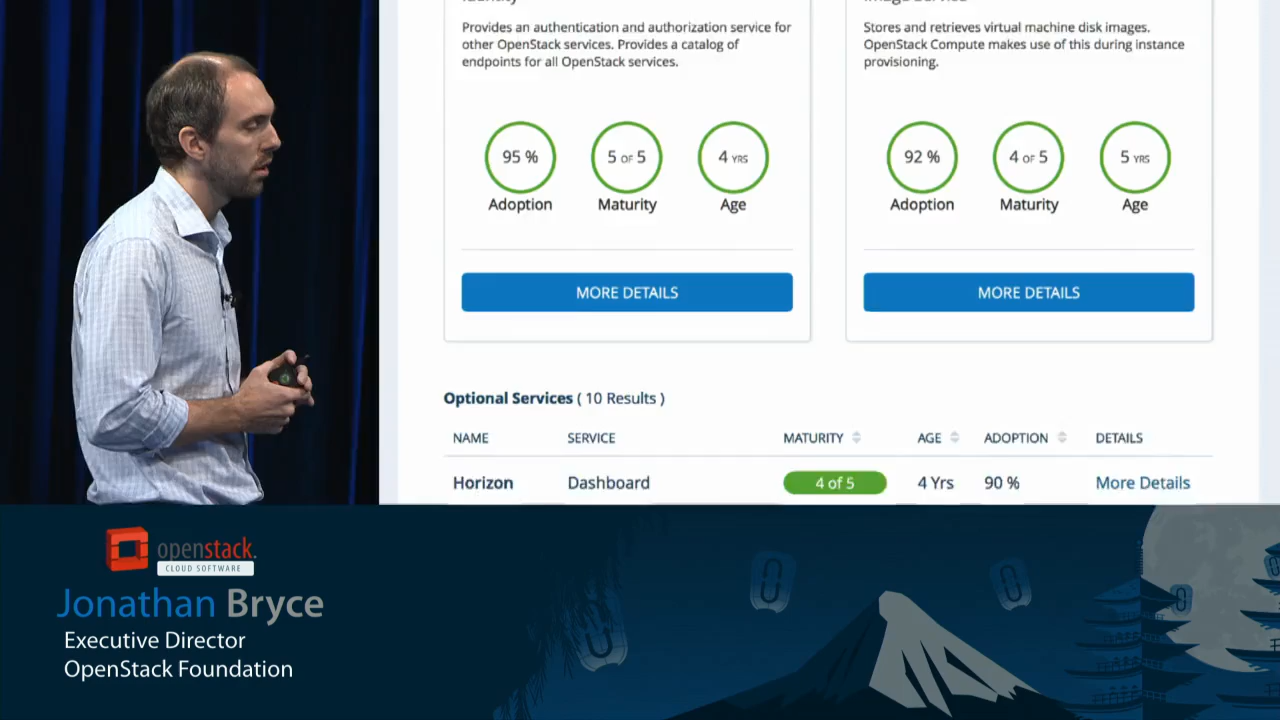 Identity
Provides an authentication and authorization service for
other OpenStack services. Provides a catalog of
endpoints for all OpenStack services.
95 %
5 OF 5
4 YRS
Adoption
Maturity
Age
MORE DETAILS
Image Service
Stores and retrieves virtual machine disk images.
OpenStack Compute makes use of this during instance
provisioning.
92 %
4 OF 5
5 YRS
Adoption
Maturity
Age
MORE DETAILS
Optional Services ( 10 Results )
NAME SERVICE MATURITY AGE ADOPTION DETAILS
Horizon Dashboard 4 of 5 4 Yrs 90 % More Details
openstack.
CLOUD SOFTWARE
Jonathan Bryce
Executive Director
OpenStack Foundation